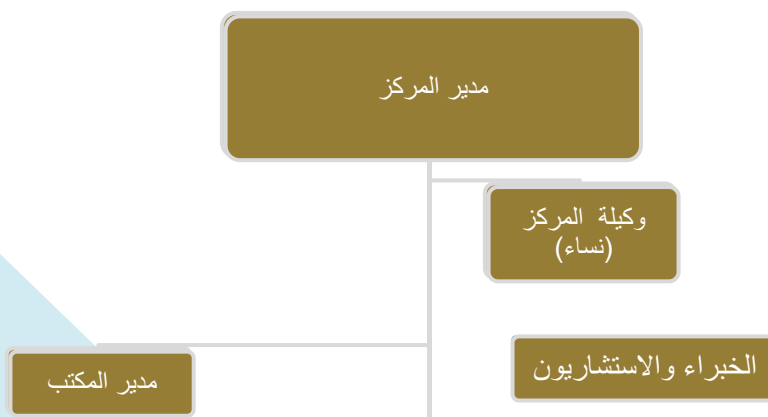 مدير المركز
وكيلة المركز
(نساء)
الخبراء والاستشاريون
مدير المكتب